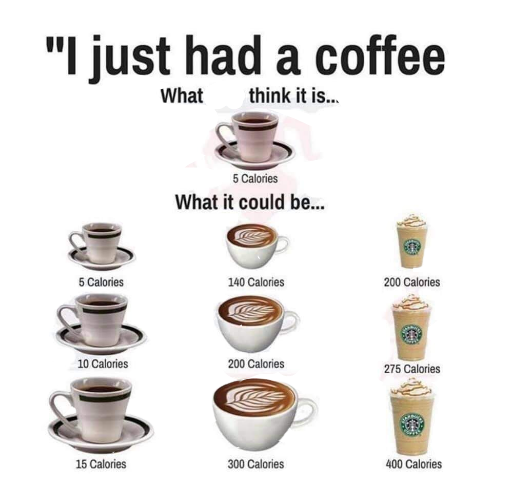 "I just had a coffee
What think it is...
5 Calories
What it could be...
5 Calories 140 Calories 200 Calories
10 Calories 200 Calories 275 Calories
15 Calories 300 Calories 400 Calories